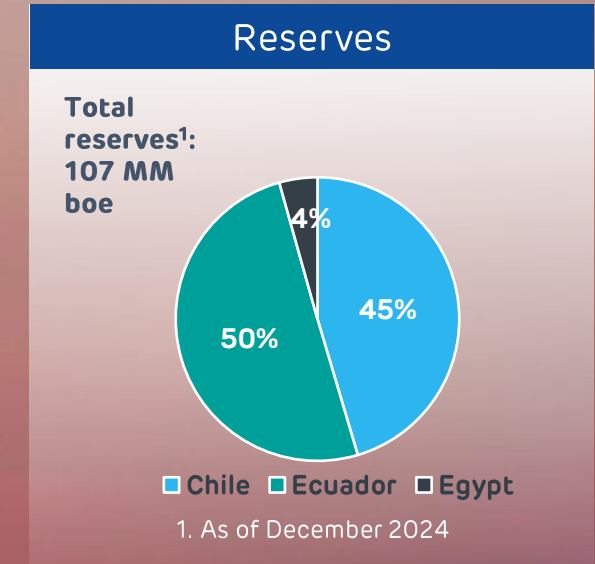 Reserves
Total
reserves¹:
107 MM
boe
4%
45%
50%
Chile Ecuador Egypt
1. As of December 2024